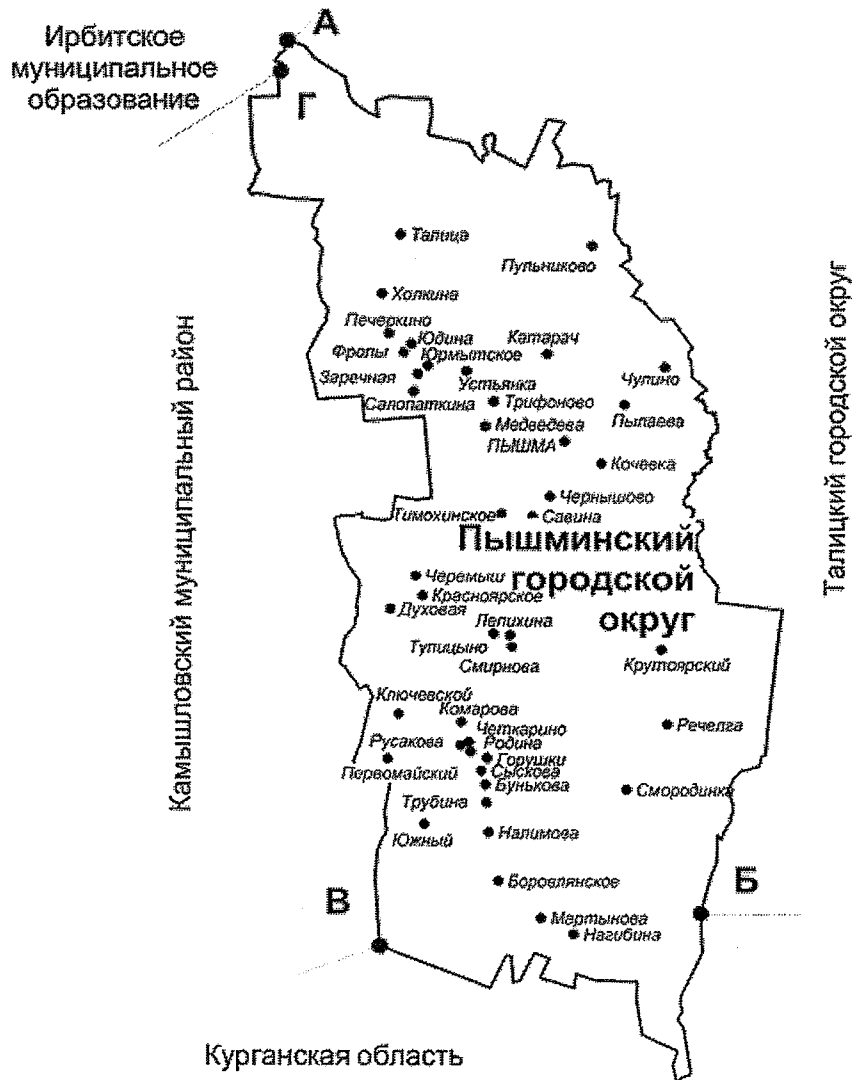 А
Ирбитское
муниципальное
образование
Г
Талица
Пульниково
Холкина
Печеркино
Юдина
Фролы
Юрмытское
Катарач
Заречная
Устьянка
Чупино
Салопаткина
Трифоново
Пылаева
Медведева
ПЫШМА
Кочевка
Чернышово
Тимохинское
Савина
Пышминский
городской
округ
Черемыш
Красноярское
Духовая
Лепихина
Тупицыно
Смирнова
Крутоярский
Ключевской
Комарова
Четкарино
Речелга
Русакова
Родина
Горушки
Первомайский
Сыскова
Бунькова
Смородинка
Трубина
Налимова
Южный
Боровлянское
Б
В
Мартынова
Нагибина
Камышловский муниципальный район
Талицкий городской округ
Курганская область